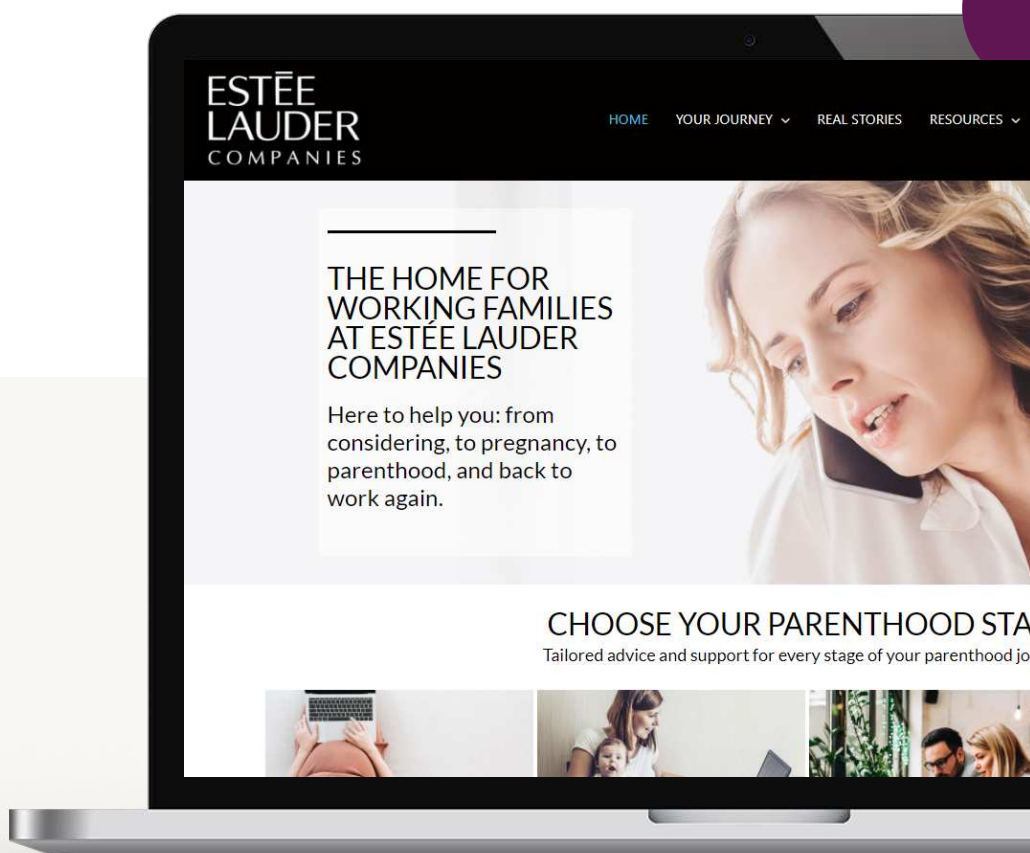 ESTĒE
LAUDER
COMPANIES
HOME YOUR JOURNEY REAL STORIES RESOURCES
THE HOME FOR
WORKING FAMILIES
AT ESTÉE LAUDER
COMPANIES
Here to help you: from
considering, to pregnancy, to
parenthood, and back to
work again.
CHOOSE YOUR PARENTHOOD STA
Tailored advice and support for every stage of your parenthood jo